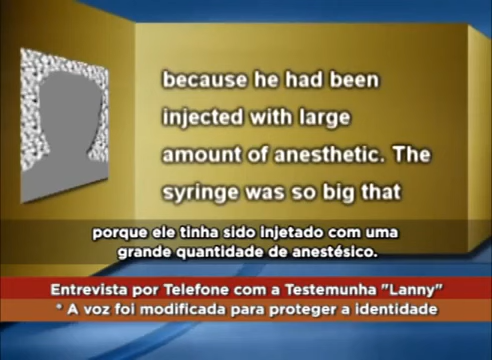 because he had been
injected with large
amount of anesthetic. The
syringe was so big that
porque ele tinha sido injetado com uma
grande quantidade de anestésico.
Entrevista por Telefone com a Testemunha "Lanny"
* A voz foi modificada para proteger a identidade